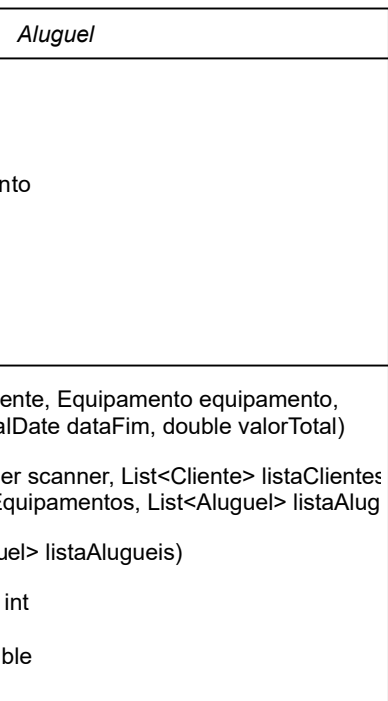 Aluguel
nto
ente, Equipamento equipamento,
alDate dataFim, double valorTotal)
er scanner, List<Cliente> listaClientes
Equipamentos, List<Aluguel> listaAlug
uel> listaAlugueis)
int
ble